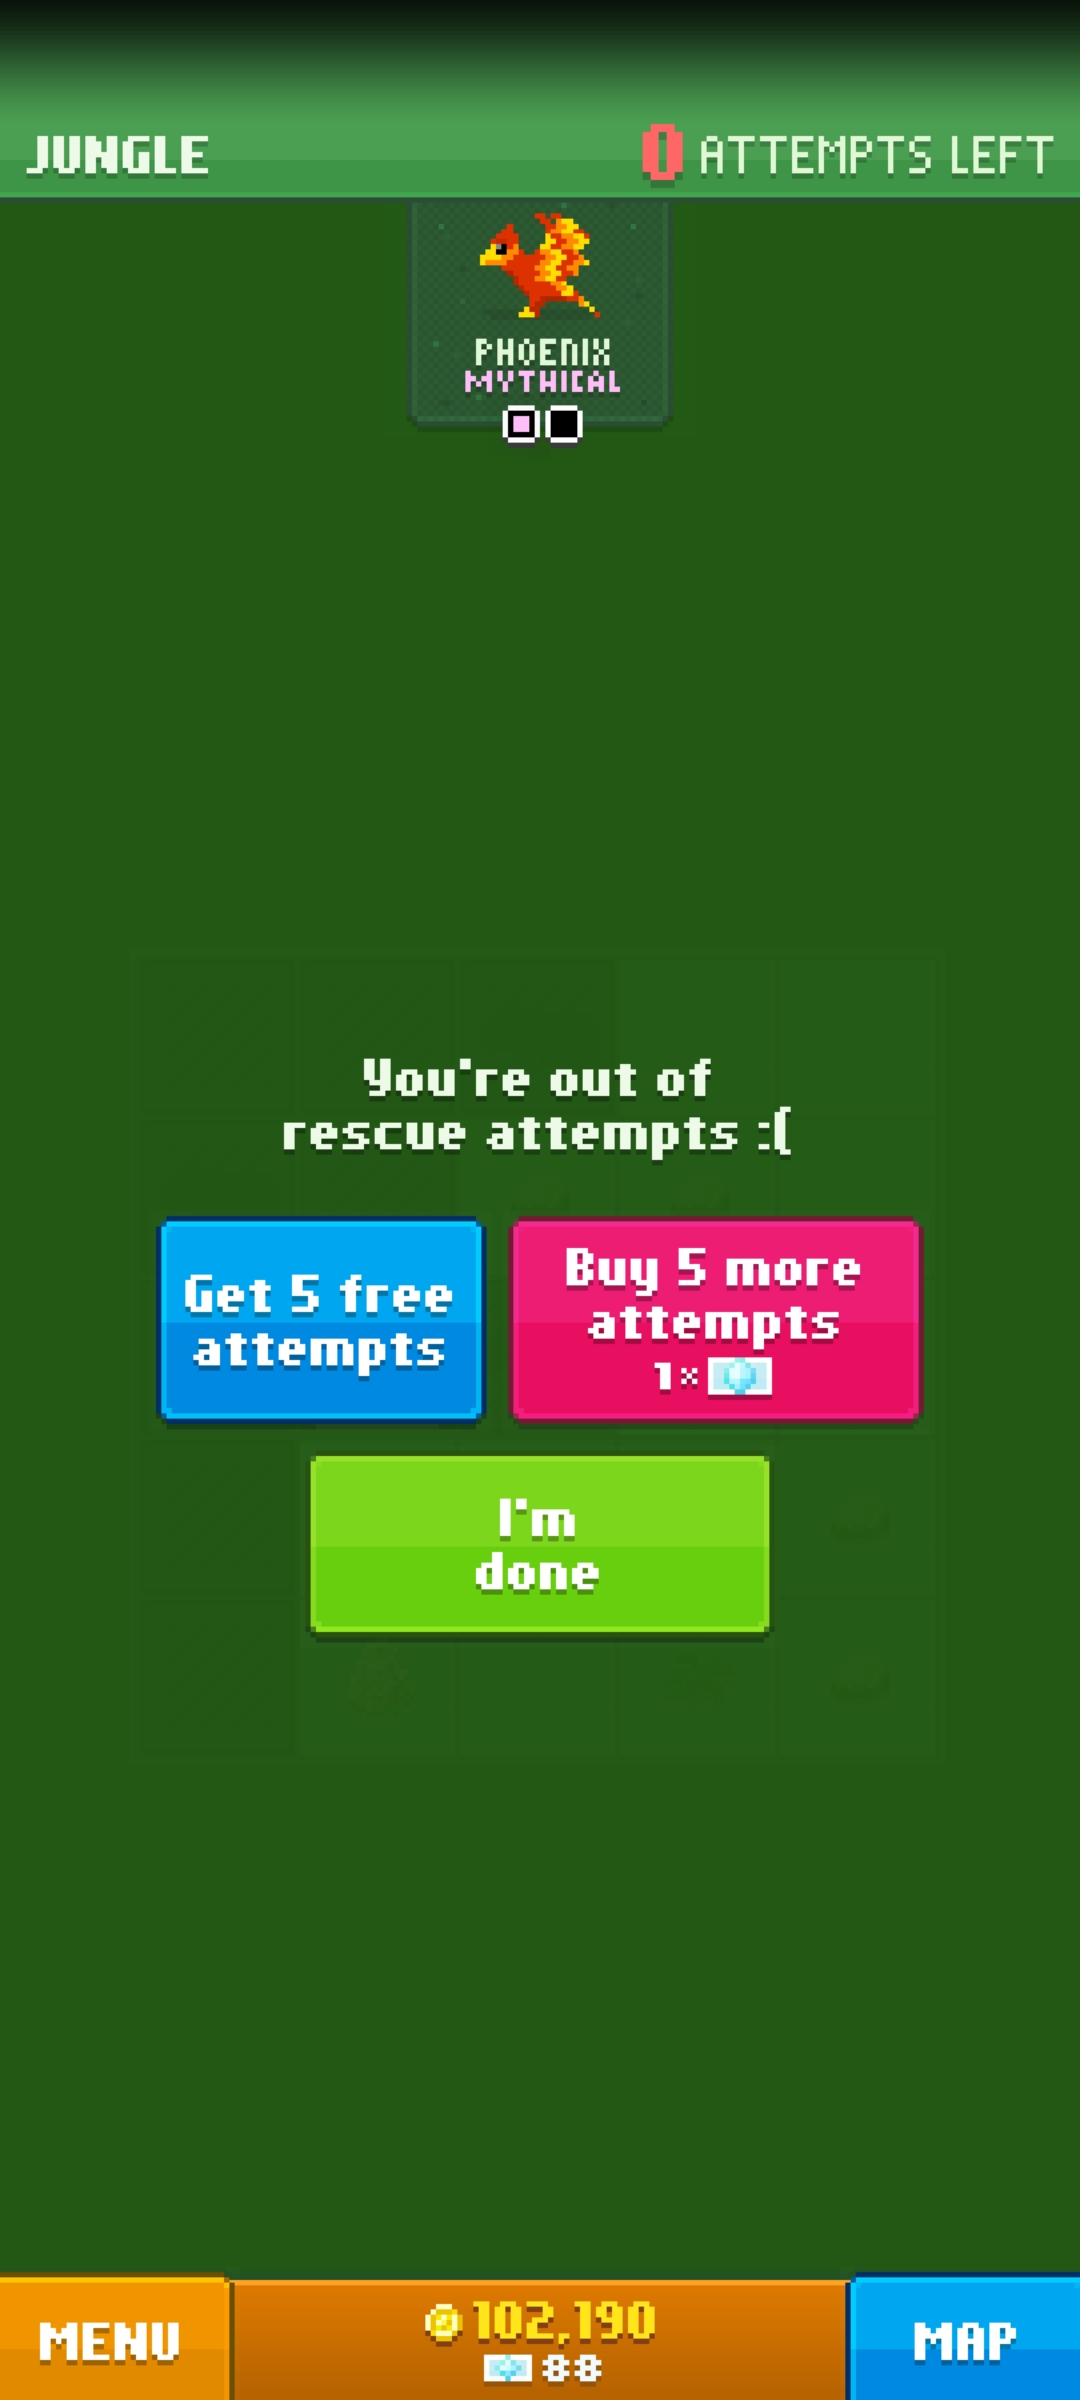 JUNGLE
0 ATTEMPTS LEFT
PHOENIX
MYTHICAL
You're out of
rescue attempts :(
Get 5 free
attempts
Buy 5 more
attempts
1×
I'm
done
MENU
102,190
88
MAP